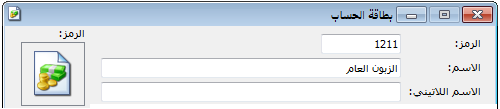 بطاقة الحساب
الرمز: 1211
الرمز:
الاسم: الزبون العام
الاسم اللاتيني: